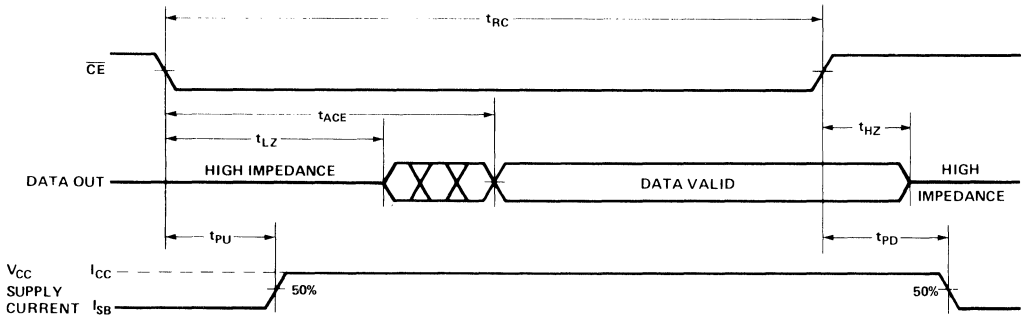 tRC
CE
tACE
tLZ
tHZ
DATA OUT
HIGH IMPEDANCE
DATA VALID
HIGH
IMPEDANCE
tPU
tPD
VCC
SUPPLY
CURRENT
ICC
ISB
50%
50%